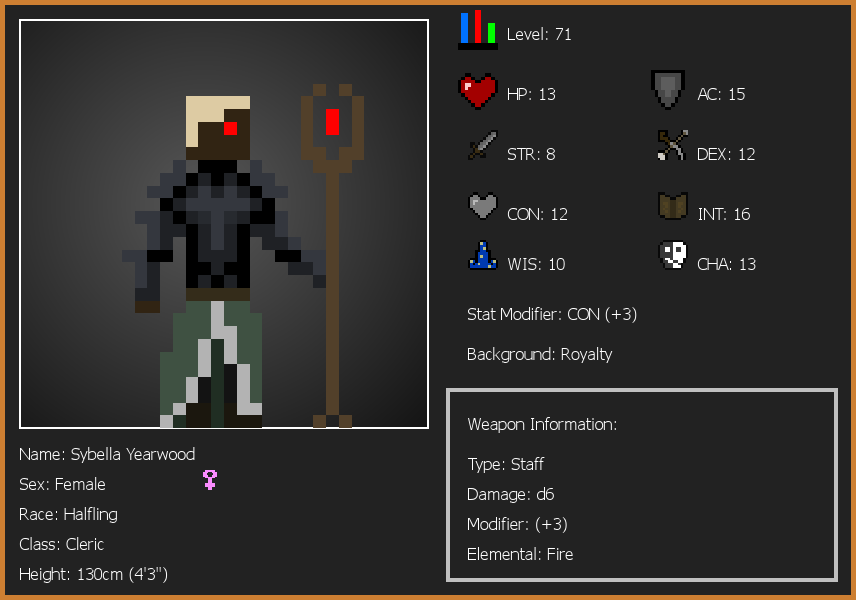 Level: 71
HP: 13
AC: 15
STR: 8
DEX: 12
CON: 12
INT: 16
WIS: 10
CHA: 13
Stat Modifier: CON (+3)
Background: Royalty
Weapon Information:
Type: Staff
Damage: d6
Modifier: (+3)
Elemental: Fire
Name: Sybella Yearwood
Sex: Female
Race: Halfling
Class: Cleric
Height: 130cm (4'3")